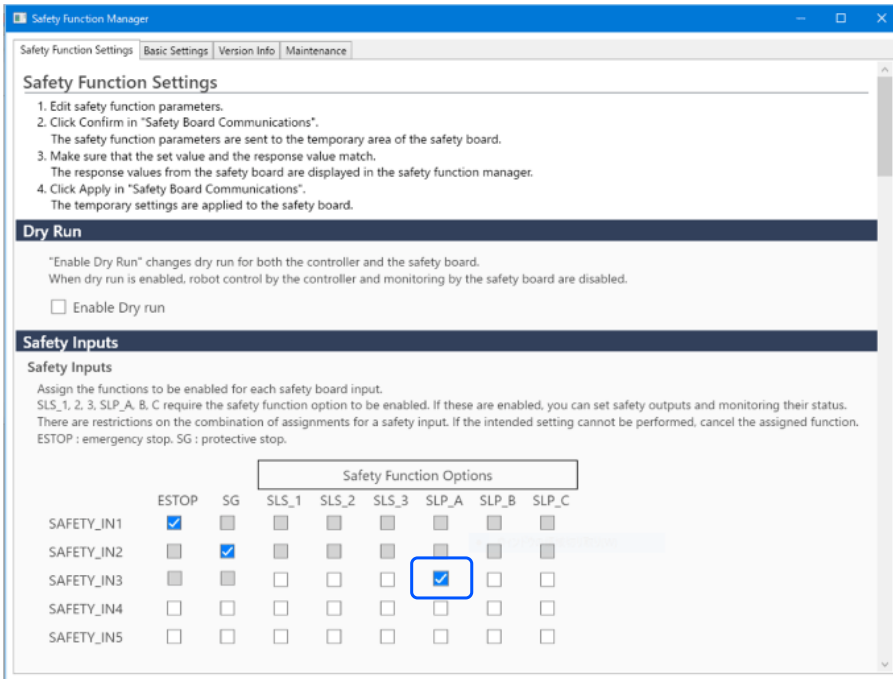 Safety Function Manager
Safety Function Settings Basic Settings Version Info Maintenance
Safety Function Settings
1. Edit safety function parameters.
2. Click Confirm in "Safety Board Communications".
The safety function parameters are sent to the temporary area of the safety board.
3. Make sure that the set value and the response value match.
The response values from the safety board are displayed in the safety function manager.
4. Click Apply in "Safety Board Communications".
The temporary settings are applied to the safety board.
Dry Run
"Enable Dry Run" changes dry run for both the controller and the safety board.
When dry run is enabled, robot control by the controller and monitoring by the safety board are disabled.
Enable Dry run
Safety Inputs
Safety Inputs
Assign the functions to be enabled for each safety board input.
SLS_1, 2, 3, SLP_A, B, C require the safety function option to be enabled. If these are enabled, you can set safety outputs and monitoring their status.
There are restrictions on the combination of assignments for a safety input. If the intended setting cannot be performed, cancel the assigned function.
ESTOP : emergency stop. SG : protective stop.
Safety Function Options
ESTOP SG SLS_1 SLS_2 SLS_3 SLP_A SLP_B SLP_C
SAFETY_IN1
SAFETY_IN2
SAFETY_IN3
SAFETY_IN4
SAFETY_IN5